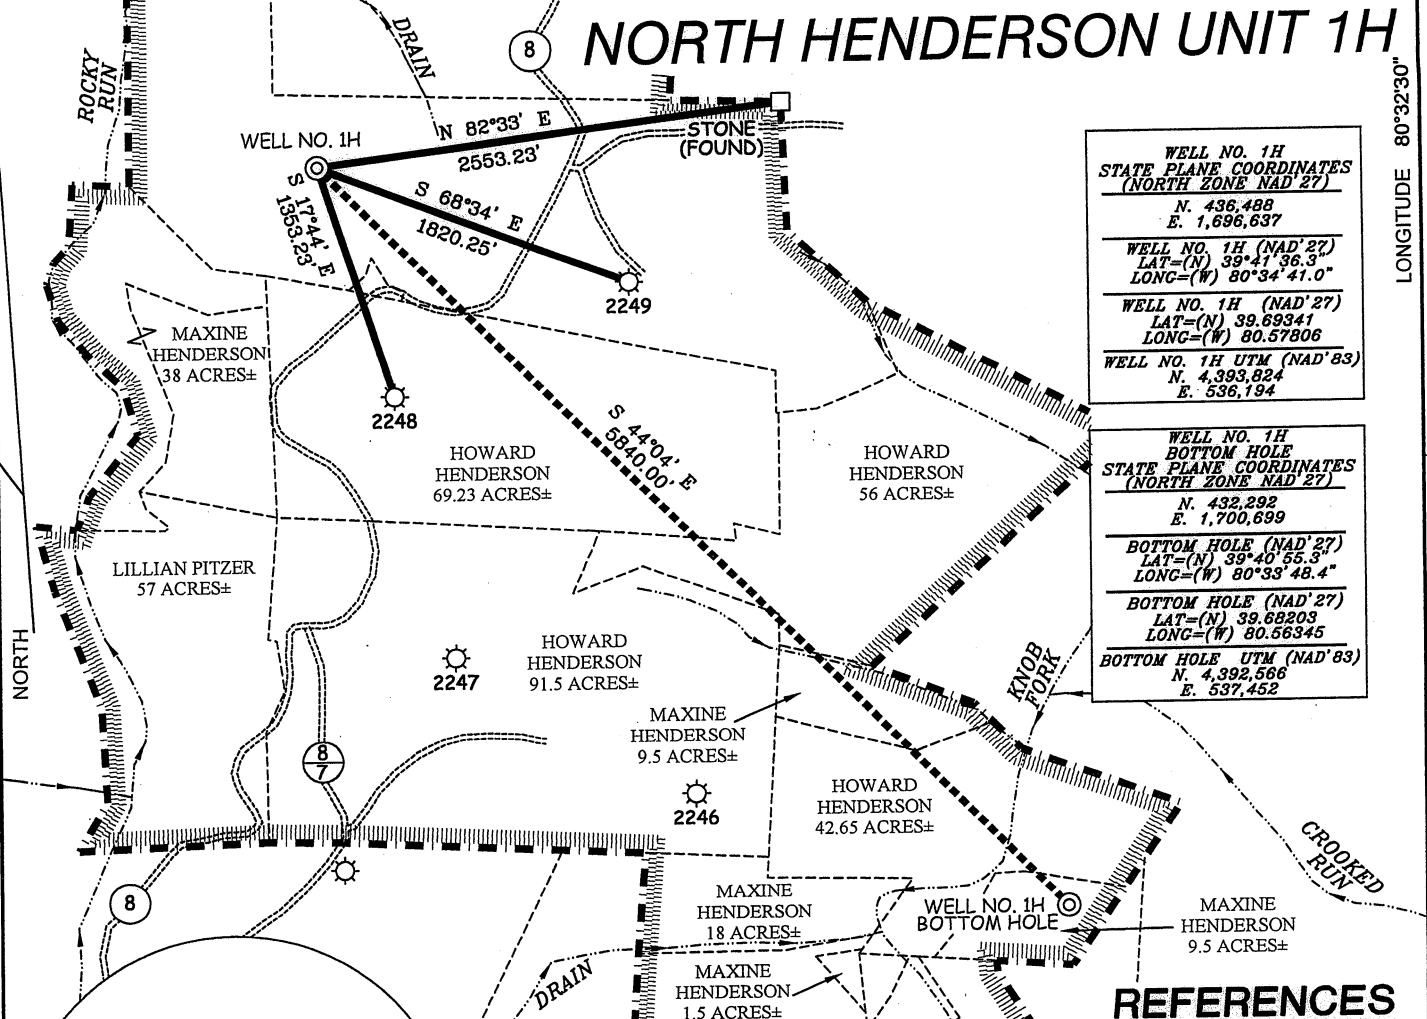 NORTH HENDERSON UNIT 1H
LONGITUDE 80°32'30"
ROCKY
RUN
DRAIN
8
WELL NO. 1H
N 82°33' E
2553.23'
STONE
(FOUND)
S 68°34' E
1820.25'
S 17°44' E
1353.23'
2249
2248
MAXINE
HENDERSON
38 ACRES±
HOWARD
HENDERSON
69.23 ACRES±
S 44°04' E
5840.00'
HOWARD
HENDERSON
56 ACRES±
WELL NO. 1H
STATE PLANE COORDINATES
(NORTH ZONE NAD'27)
N. 436,488
E. 1,696,637
WELL NO. 1H (NAD'27)
LAT=(N) 39°41'36.3"
LONG=(W) 80°34'41.0"
WELL NO. 1H (NAD'27)
LAT=(N) 39.69341
LONG=(W) 80.57806
WELL NO. 1H UTM (NAD'83)
N. 4,393,824
E. 536,194
WELL NO. 1H
BOTTOM HOLE
STATE PLANE COORDINATES
(NORTH ZONE NAD'27)
N. 432,292
E. 1,700,699
BOTTOM HOLE (NAD'27)
LAT=(N) 39°40'55.3"
LONG=(W) 80°33'48.4"
BOTTOM HOLE (NAD'27)
LAT=(N) 39.68203
LONG=(W) 80.56345
BOTTOM HOLE UTM (NAD'83)
N. 4,392,566
E. 537,452
LILLIAN PITZER
57 ACRES±
NORTH
2247
HOWARD
HENDERSON
91.5 ACRES±
KNOB
FORK
MAXINE
HENDERSON
9.5 ACRES±
8
7
2246
HOWARD
HENDERSON
42.65 ACRES±
CROOKED
RUN
8
MAXINE
HENDERSON
18 ACRES±
WELL NO. 1H
BOTTOM HOLE
MAXINE
HENDERSON
9.5 ACRES±
DRAIN
MAXINE
HENDERSON
1.5 ACRES±
REFERENCES